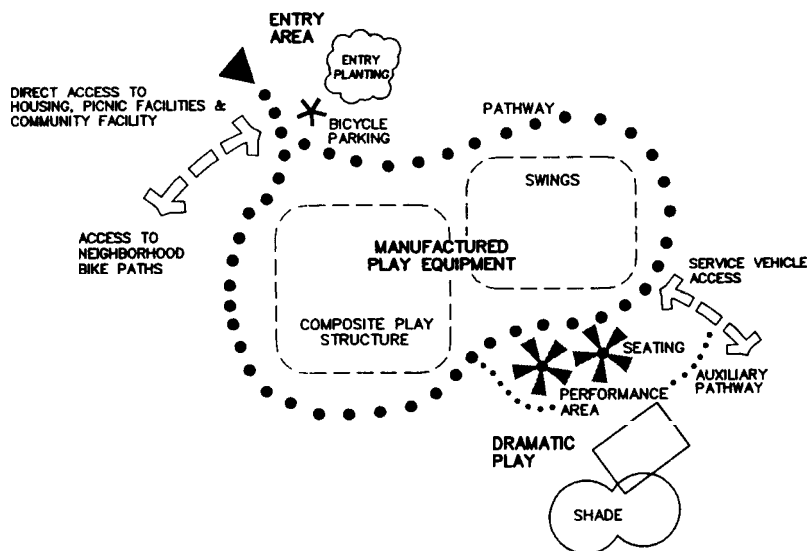 ENTRY
AREA
ENTRY
PLANTING
DIRECT ACCESS TO
HOUSING, PICNIC FACILITIES &
COMMUNITY FACILITY
BICYCLE
PARKING
PATHWAY
SWINGS
ACCESS TO
NEIGHBORHOOD
BIKE PATHS
MANUFACTURED
PLAY EQUIPMENT
SERVICE VEHICLE
ACCESS
COMPOSITE PLAY
STRUCTURE
SEATING
AUXILIARY
PATHWAY
PERFORMANCE
AREA
DRAMATIC
PLAY
SHADE